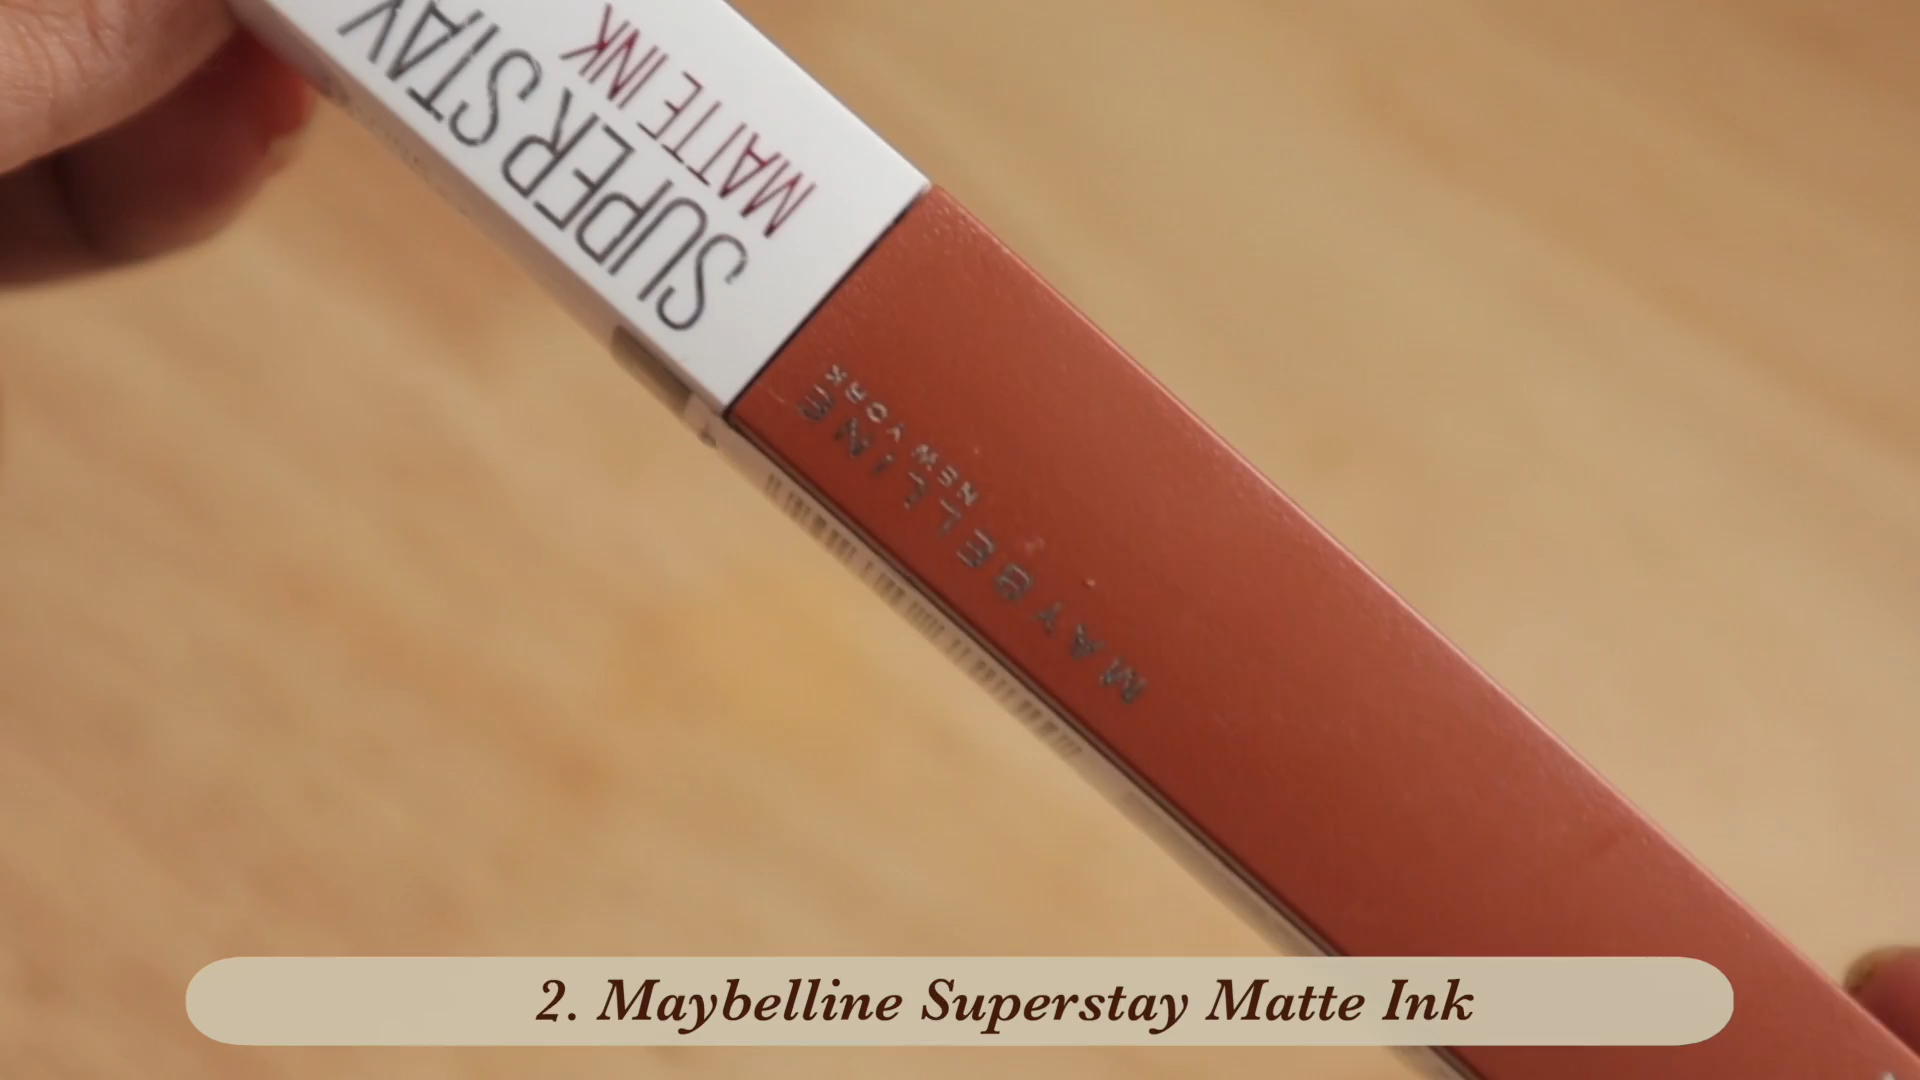 SUPER STAY
MATTE INK
MAYBELLINE
NEW YORK
2. Maybelline Superstay Matte Ink